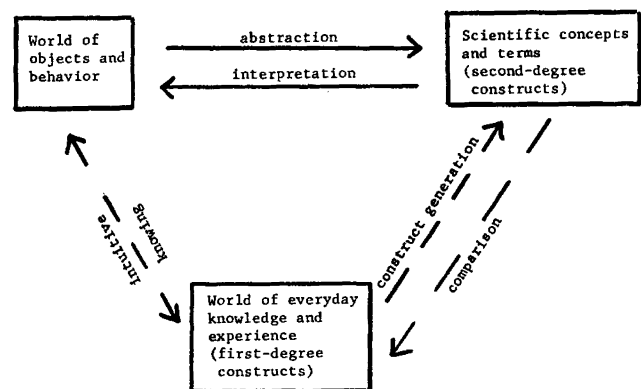 World of
objects and
behavior
abstraction
interpretation
Scientific concepts
and terms
(second-degree
constructs)
intuitive
knowing
construct generation
comparison
World of everyday
knowledge and
experience
(first-degree
constructs)